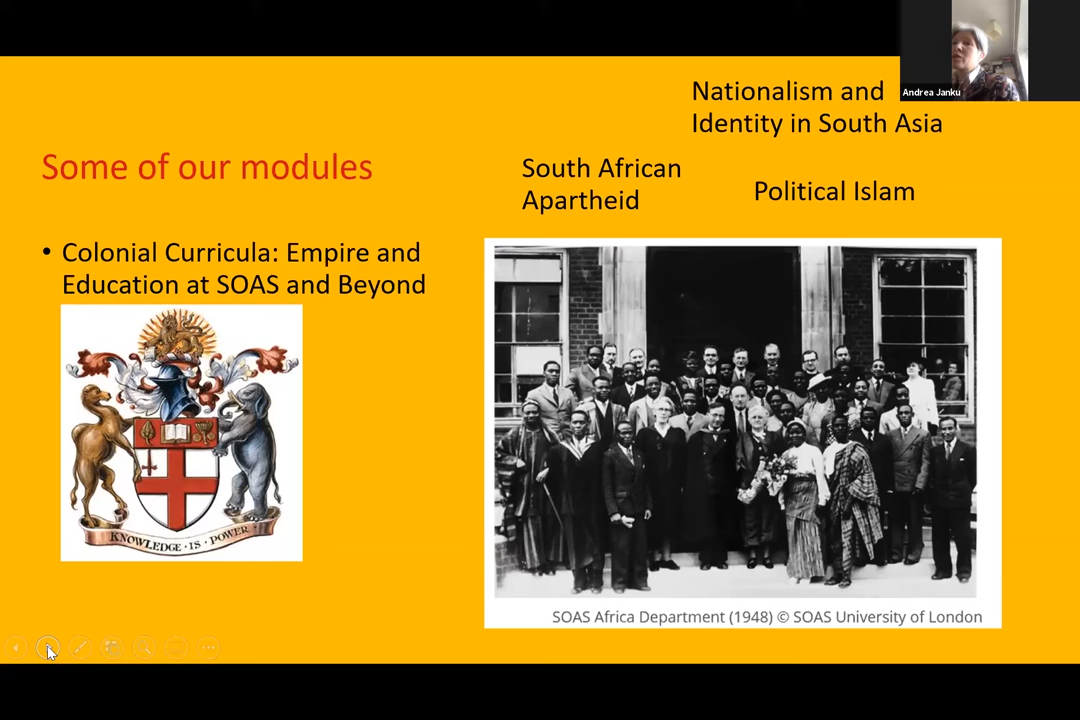 Nationalism and
Identity in South Asia
Andrea Janku
Some of our modules
South African
Apartheid
Political Islam
• Colonial Curricula: Empire and
Education at SOAS and Beyond
KNOWLEDGE · IS · POWER
SOAS Africa Department (1948) © SOAS University of London